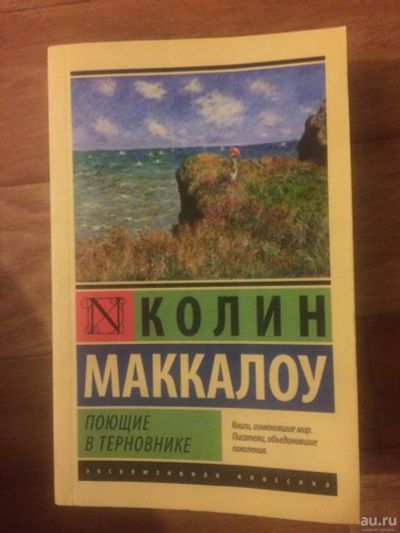 N КОЛИН
МАККАЛОУ
ПОЮЩИЕ
В ТЕРНОВНИКЕ
Книги, изменившие мир.
Писатели, объединившие
поколения.
эксклюзивная классика
au.ru